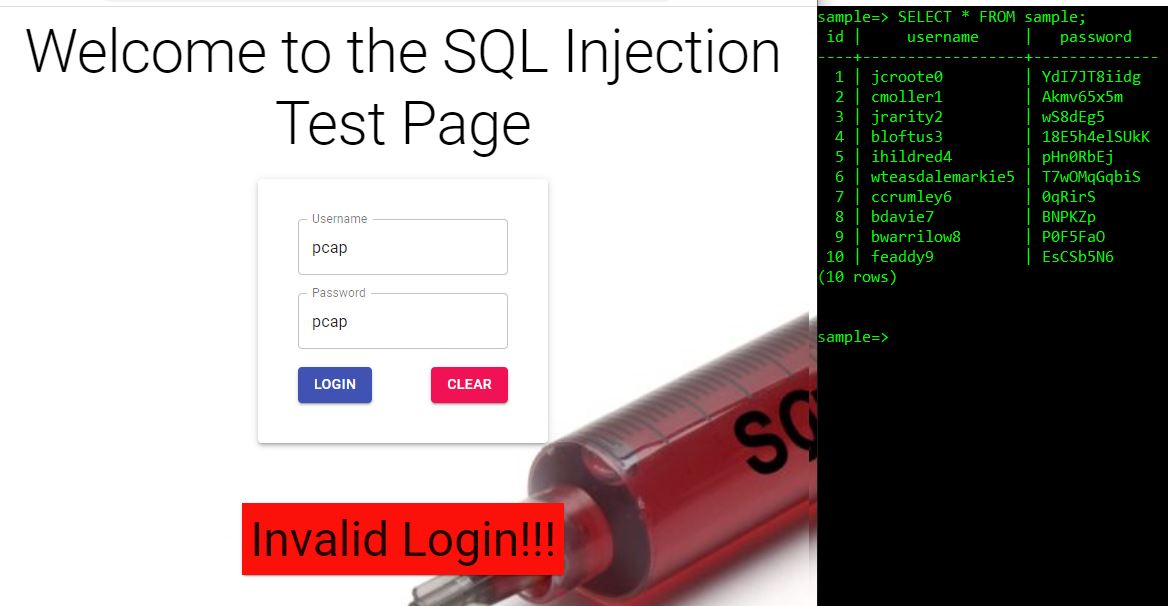 Welcome to the SQL Injection
Test Page
Username
pcap
Password
pcap
LOGIN CLEAR
Invalid Login!!!
SQ
sample=> SELECT * FROM sample;
id | username | password
----+------------------+--------------
1 | jcroote0 | YdI7JT8iidg
2 | cmoller1 | Akmv65x5m
3 | jrarity2 | wS8dEg5
4 | bloftus3 | 18E5h4elSUkK
5 | ihildred4 | pHn0RbEj
6 | wteasdalemarkie5 | T7wOMqGqbiS
7 | ccrumley6 | 0qRirS
8 | bdavie7 | BNPKZp
9 | bwarrilow8 | P0F5FaO
10 | feaddy9 | EsCSb5N6
(10 rows)
sample=>